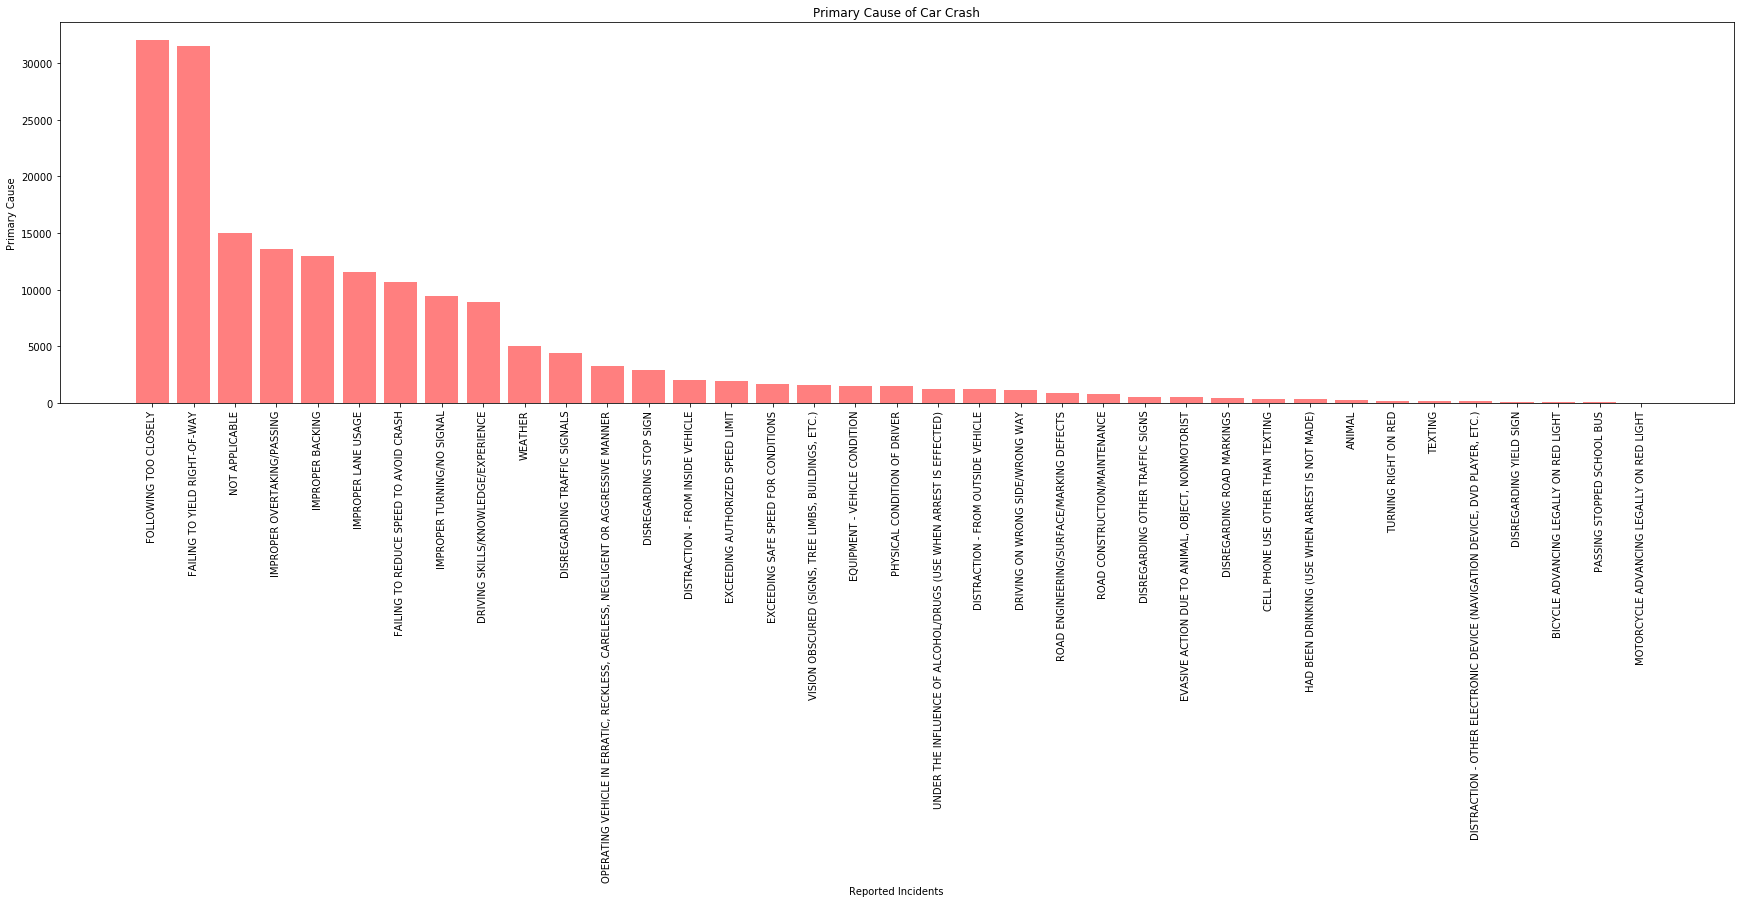 Primary Cause of Car Crash
Primary Cause
30000
25000
20000
15000
10000
5000
0
FOLLOWING TOO CLOSELY
FAILING TO YIELD RIGHT-OF-WAY
NOT APPLICABLE
IMPROPER OVERTAKING/PASSING
IMPROPER BACKING
IMPROPER LANE USAGE
FAILING TO REDUCE SPEED TO AVOID CRASH
IMPROPER TURNING/NO SIGNAL
DRIVING SKILLS/KNOWLEDGE/EXPERIENCE
WEATHER
DISREGARDING TRAFFIC SIGNALS
OPERATING VEHICLE IN ERRATIC, RECKLESS, CARELESS, NEGLIGENT OR AGGRESSIVE MANNER
DISREGARDING STOP SIGN
DISTRACTION - FROM INSIDE VEHICLE
EXCEEDING AUTHORIZED SPEED LIMIT
EXCEEDING SAFE SPEED FOR CONDITIONS
VISION OBSCURED (SIGNS, TREE LIMBS, BUILDINGS, ETC.)
EQUIPMENT - VEHICLE CONDITION
PHYSICAL CONDITION OF DRIVER
UNDER THE INFLUENCE OF ALCOHOL/DRUGS (USE WHEN ARREST IS EFFECTED)
DISTRACTION - FROM OUTSIDE VEHICLE
DRIVING ON WRONG SIDE/WRONG WAY
ROAD ENGINEERING/SURFACE/MARKING DEFECTS
ROAD CONSTRUCTION/MAINTENANCE
DISREGARDING OTHER TRAFFIC SIGNS
EVASIVE ACTION DUE TO ANIMAL, OBJECT, NONMOTORIST
DISREGARDING ROAD MARKINGS
CELL PHONE USE OTHER THAN TEXTING
HAD BEEN DRINKING (USE WHEN ARREST IS NOT MADE)
ANIMAL
TURNING RIGHT ON RED
TEXTING
DISTRACTION - OTHER ELECTRONIC DEVICE (NAVIGATION DEVICE, DVD PLAYER, ETC.)
DISREGARDING YIELD SIGN
BICYCLE ADVANCING LEGALLY ON RED LIGHT
PASSING STOPPED SCHOOL BUS
MOTORCYCLE ADVANCING LEGALLY ON RED LIGHT
Reported Incidents